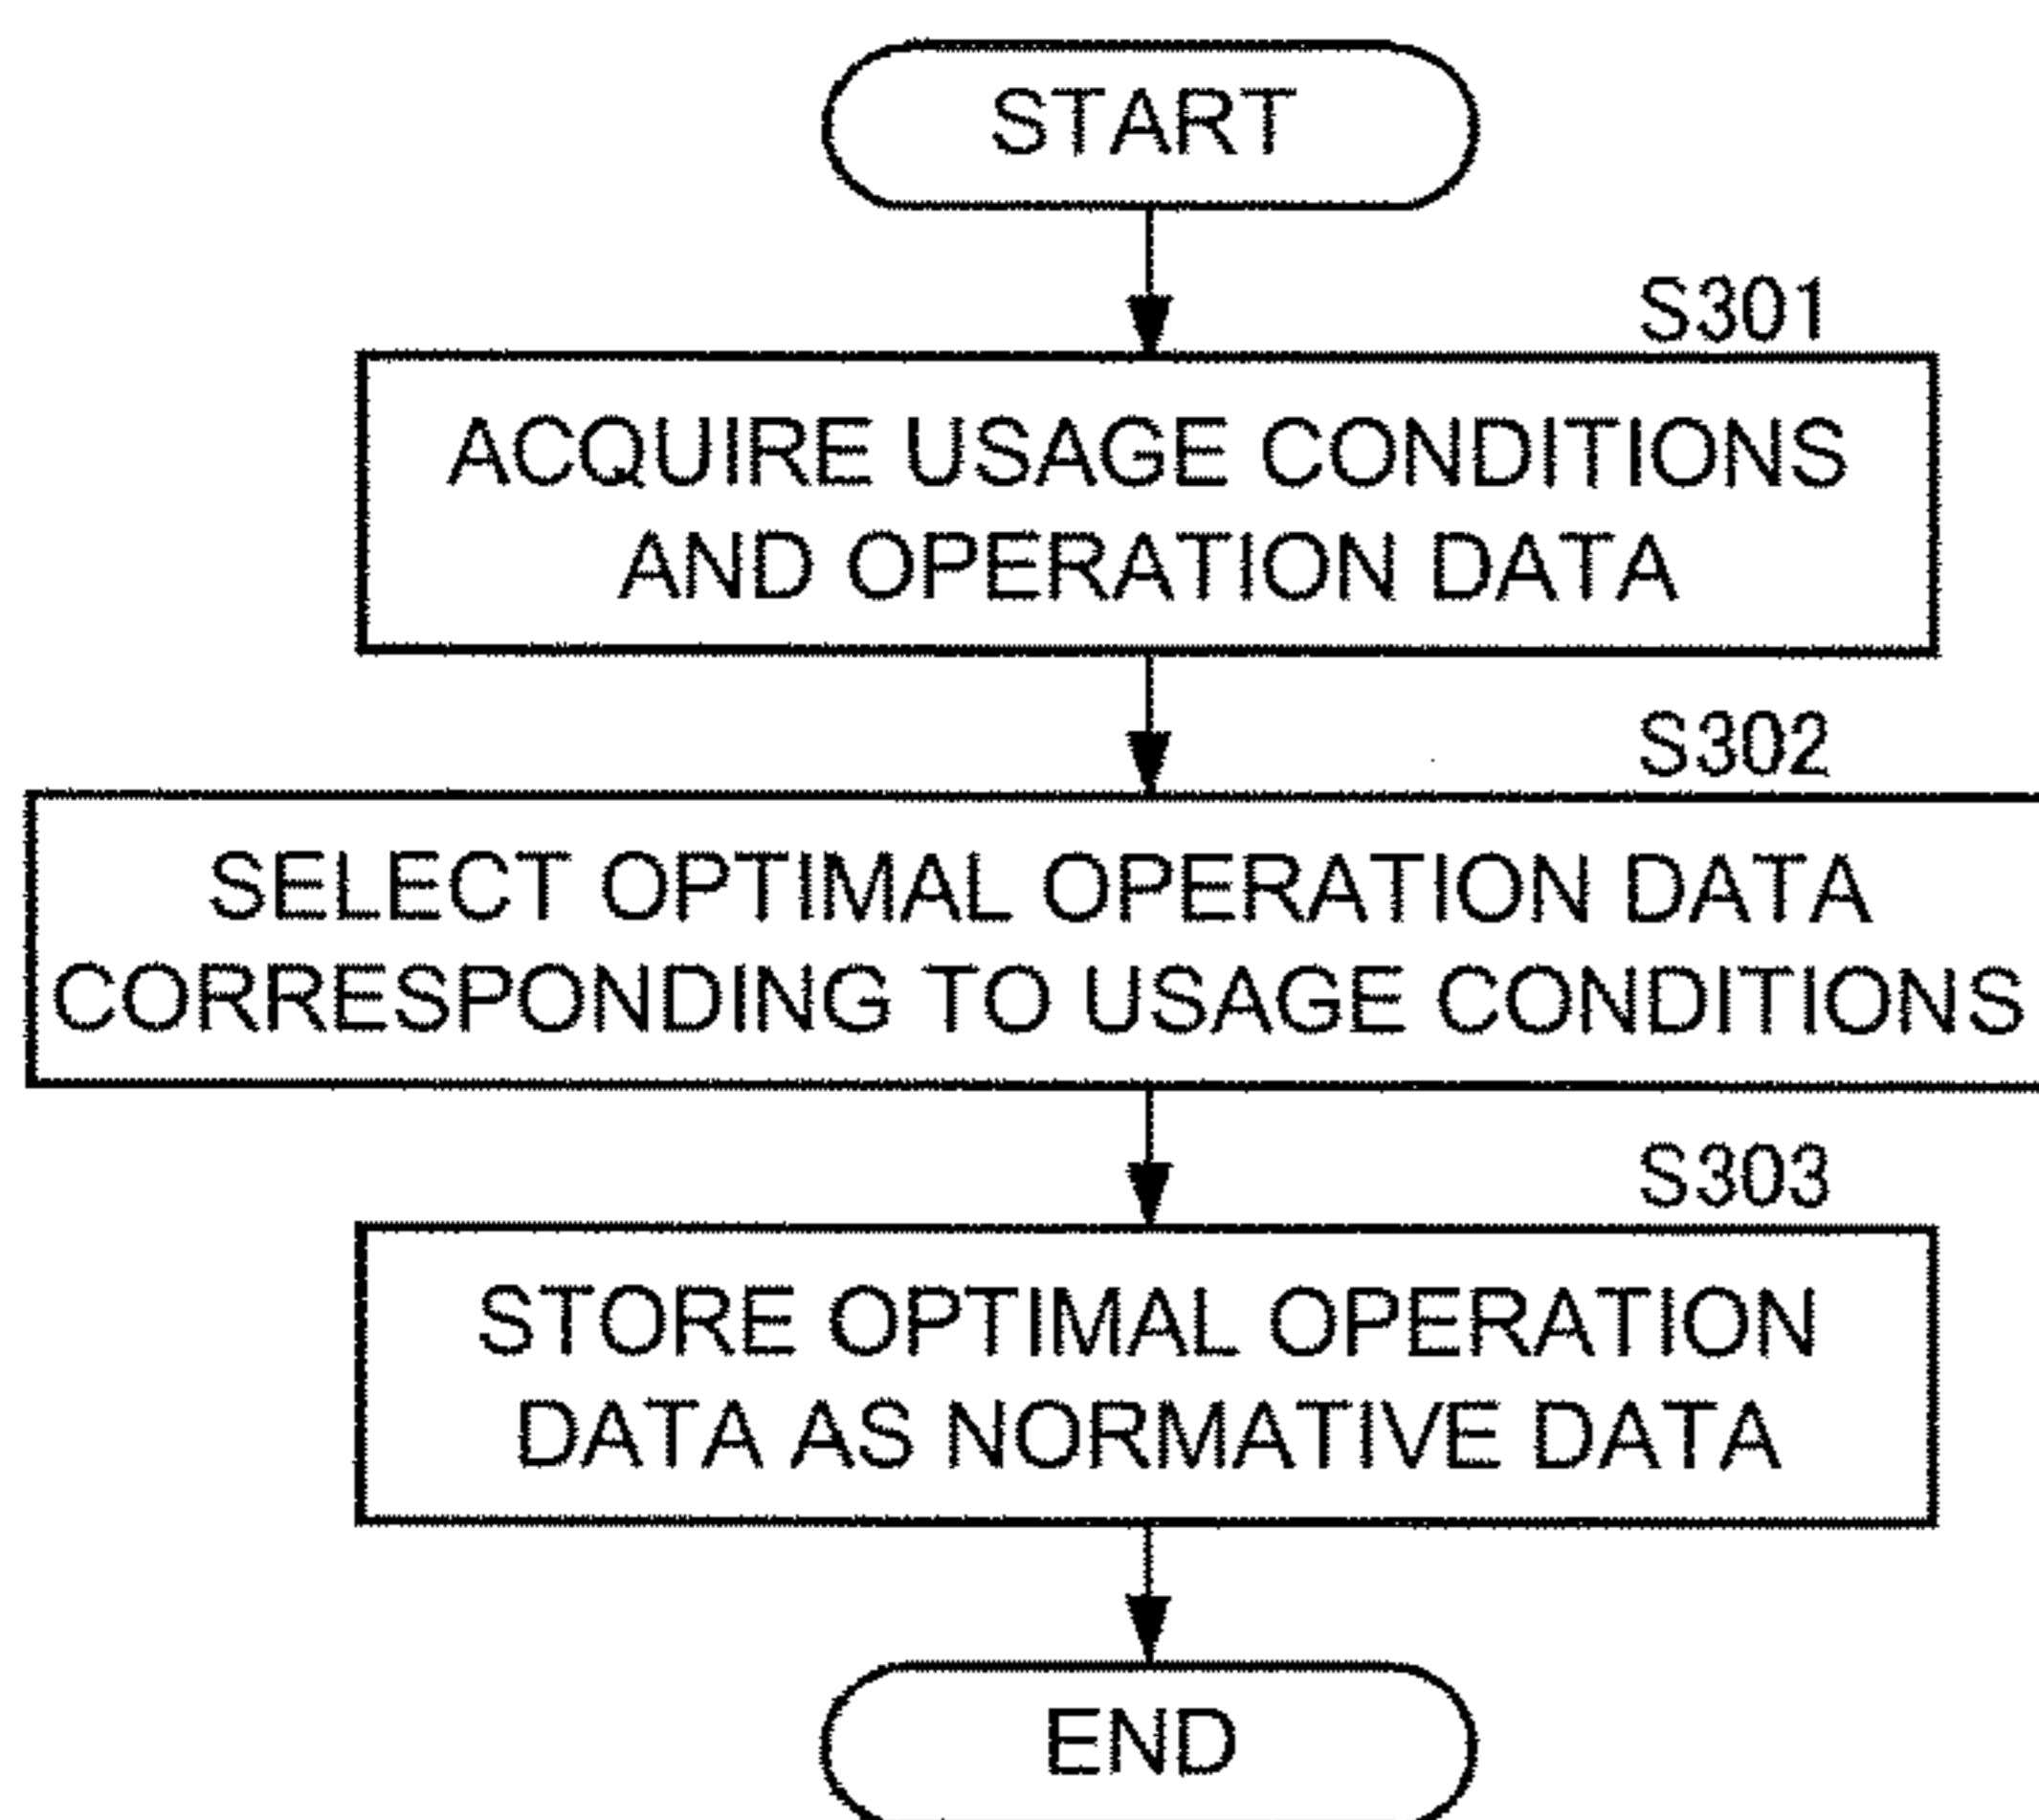 START
S301
ACQUIRE USAGE CONDITIONS
AND OPERATION DATA
S302
SELECT OPTIMAL OPERATION DATA
CORRESPONDING TO USAGE CONDITIONS
S303
STORE OPTIMAL OPERATION
DATA AS NORMATIVE DATA
END